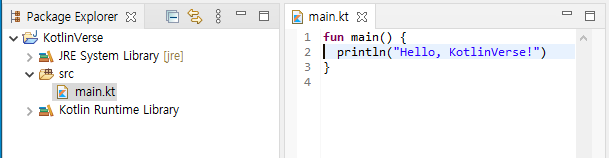 Package Explorer
KotlinVerse
JRE System Library [jre]
src
main.kt
Kotlin Runtime Library
main.kt
1 fun main() {
2 println("Hello, KotlinVerse!")
3 }
4